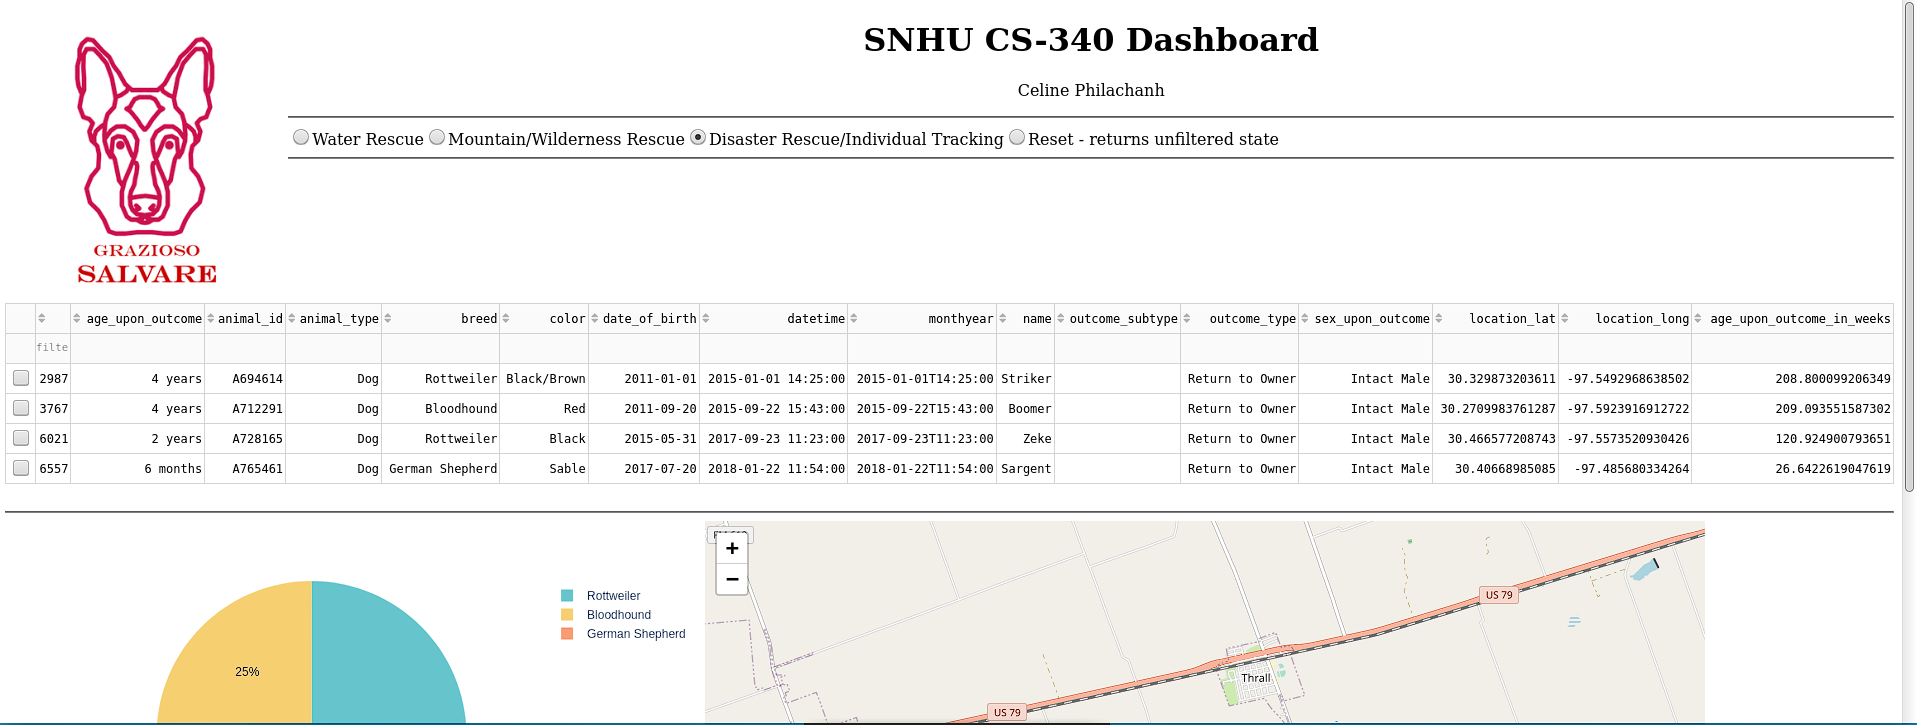 SNHU CS-340 Dashboard
Celine Philachanh
Water Rescue Mountain/Wilderness Rescue Disaster Rescue/Individual Tracking Reset - returns unfiltered state
GRAZIOSO
SALVARE
age_upon_outcome animal_id animal_type breed color date_of_birth datetime monthyear name outcome_subtype outcome_type sex_upon_outcome location_lat location_long age_upon_outcome_in_weeks
filte
2987 4 years A694614 Dog Rottweiler Black/Brown 2011-01-01 2015-01-01 14:25:00 2015-01-01T14:25:00 Striker Return to Owner Intact Male 30.329873203611 -97.5492968638502 208.800099206349
3767 4 years A712291 Dog Bloodhound Red 2011-09-20 2015-09-22 15:43:00 2015-09-22T15:43:00 Boomer Return to Owner Intact Male 30.2709983761287 -97.5923916912722 209.093551587302
6021 2 years A728165 Dog Rottweiler Black 2015-05-31 2017-09-23 11:23:00 2017-09-23T11:23:00 Zeke Return to Owner Intact Male 30.466577208743 -97.5573520930426 120.924900793651
6557 6 months A765461 Dog German Shepherd Sable 2017-07-20 2018-01-22 11:54:00 2018-01-22T11:54:00 Sargent Return to Owner Intact Male 30.40668985085 -97.485680334264 26.6422619047619
25%
Rottweiler
Bloodhound
German Shepherd
+
−
US 79
Thrall
US 79